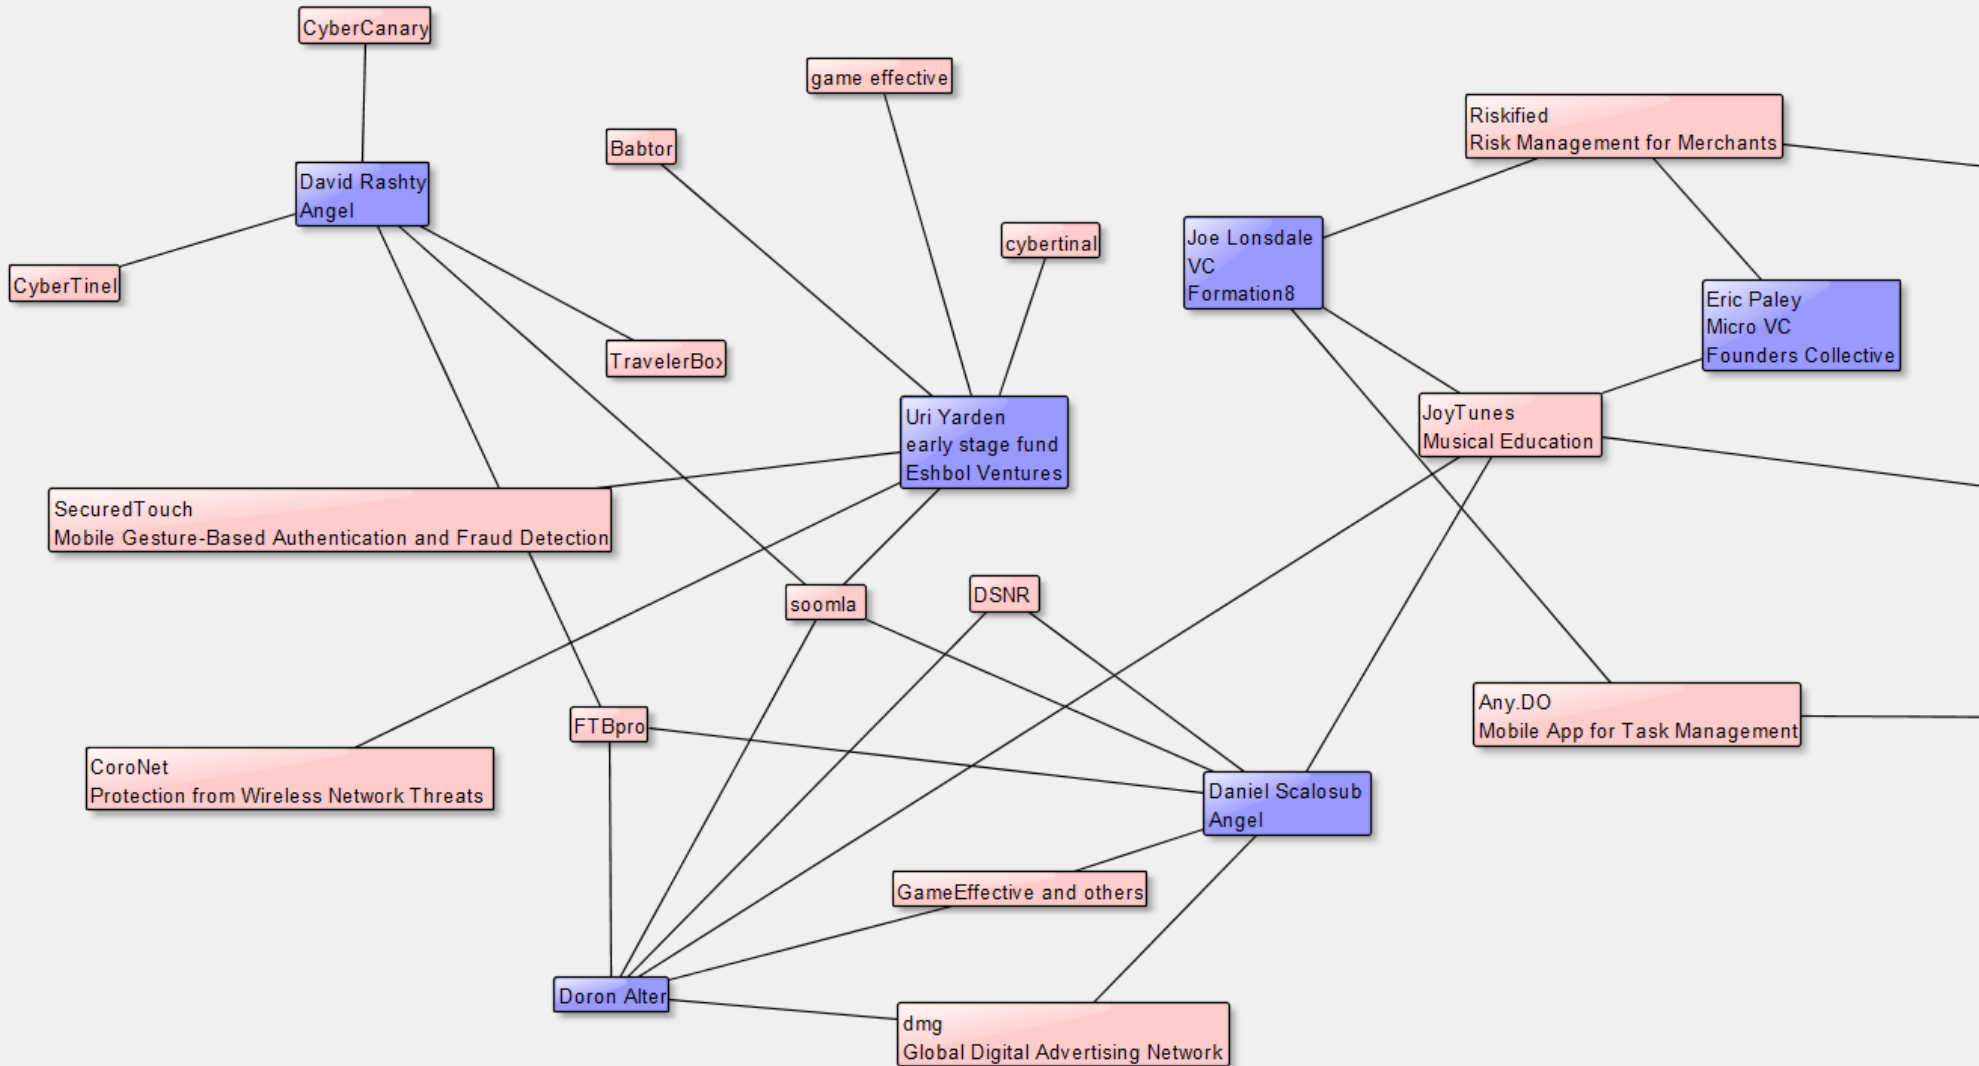 CyberCanary
game effective
Riskified
Risk Management for Merchants
Babtor
David Rashty
Angel
cybertinal
Joe Lonsdale
VC
Formation8
CyberTinel
Eric Paley
Micro VC
Founders Collective
TravelerBox
Uri Yarden
early stage fund
Eshbol Ventures
JoyTunes
Musical Education
SecuredTouch
Mobile Gesture-Based Authentication and Fraud Detection
soomla
DSNR
FTBpro
Any.DO
Mobile App for Task Management
CoroNet
Protection from Wireless Network Threats
Daniel Scalosub
Angel
GameEffective and others
Doron Alter
dmg
Global Digital Advertising Network